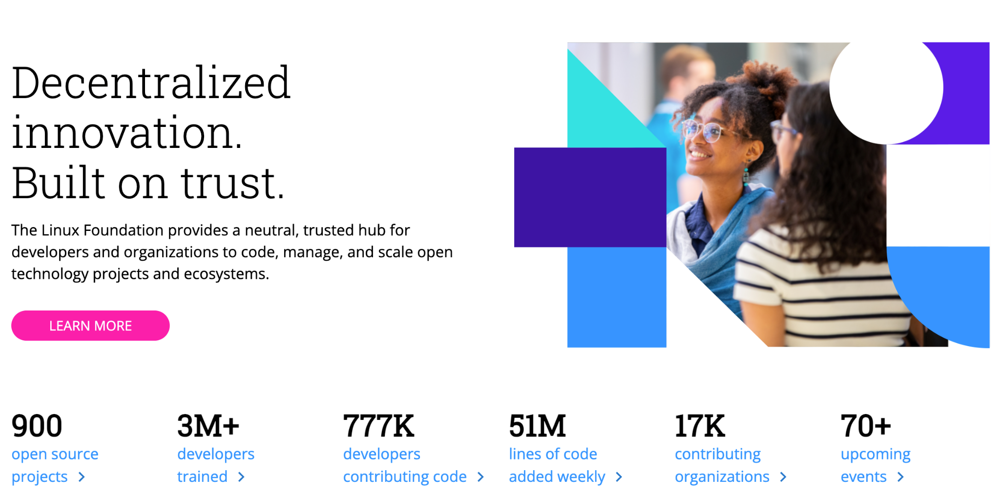 Decentralized
innovation.
Built on trust.
The Linux Foundation provides a neutral, trusted hub for
developers and organizations to code, manage, and scale open
technology projects and ecosystems.
LEARN MORE
900
open source
projects
3M+
developers
trained
777K
developers
contributing code
51M
lines of code
added weekly
17K
contributing
organizations
70+
upcoming
events